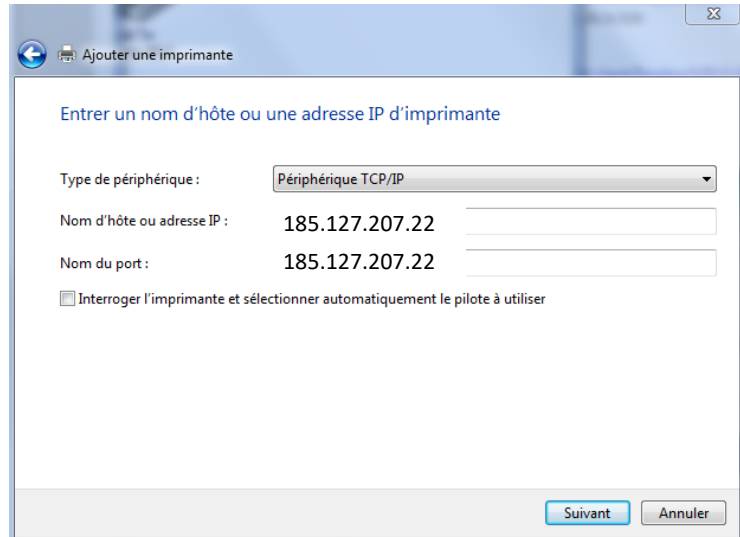 Ajouter une imprimante
Entrer un nom d'hôte ou une adresse IP d'imprimante
Type de périphérique : Périphérique TCP/IP
Nom d'hôte ou adresse IP : 185.127.207.22
Nom du port : 185.127.207.22
Interroger l'imprimante et sélectionner automatiquement le pilote à utiliser
Suivant Annuler